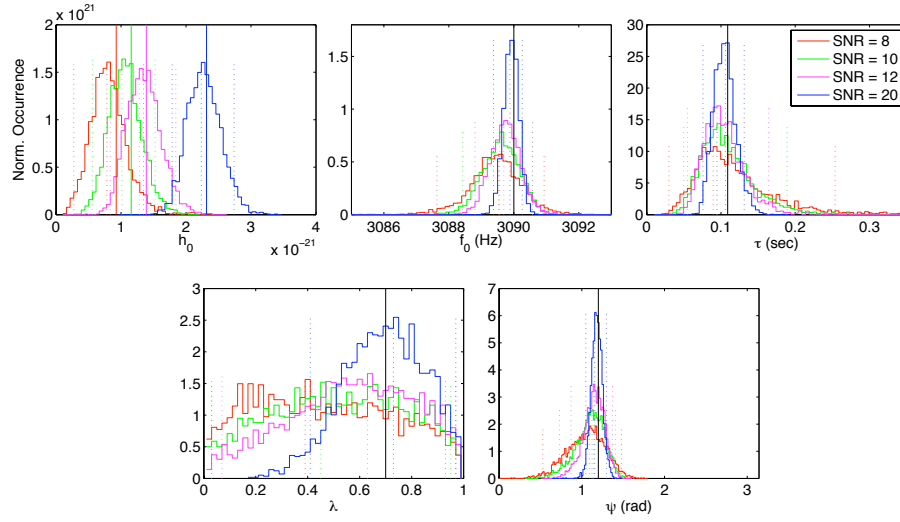 x 10^21
2
1.5
1
0.5
0
Norm. Occurrence
0 1 2 3 4
h_0
x 10^-21
1.5
1
0.5
0
3086 3088 3090 3092
f_0 (Hz)
30
25
20
15
10
5
0
0 0.1 0.2 0.3
τ (sec)
SNR = 8
SNR = 10
SNR = 12
SNR = 20
3
2.5
2
1.5
1
0.5
0
0 0.2 0.4 0.6 0.8 1
λ
7
6
5
4
3
2
1
0
0 1 2 3
ψ (rad)